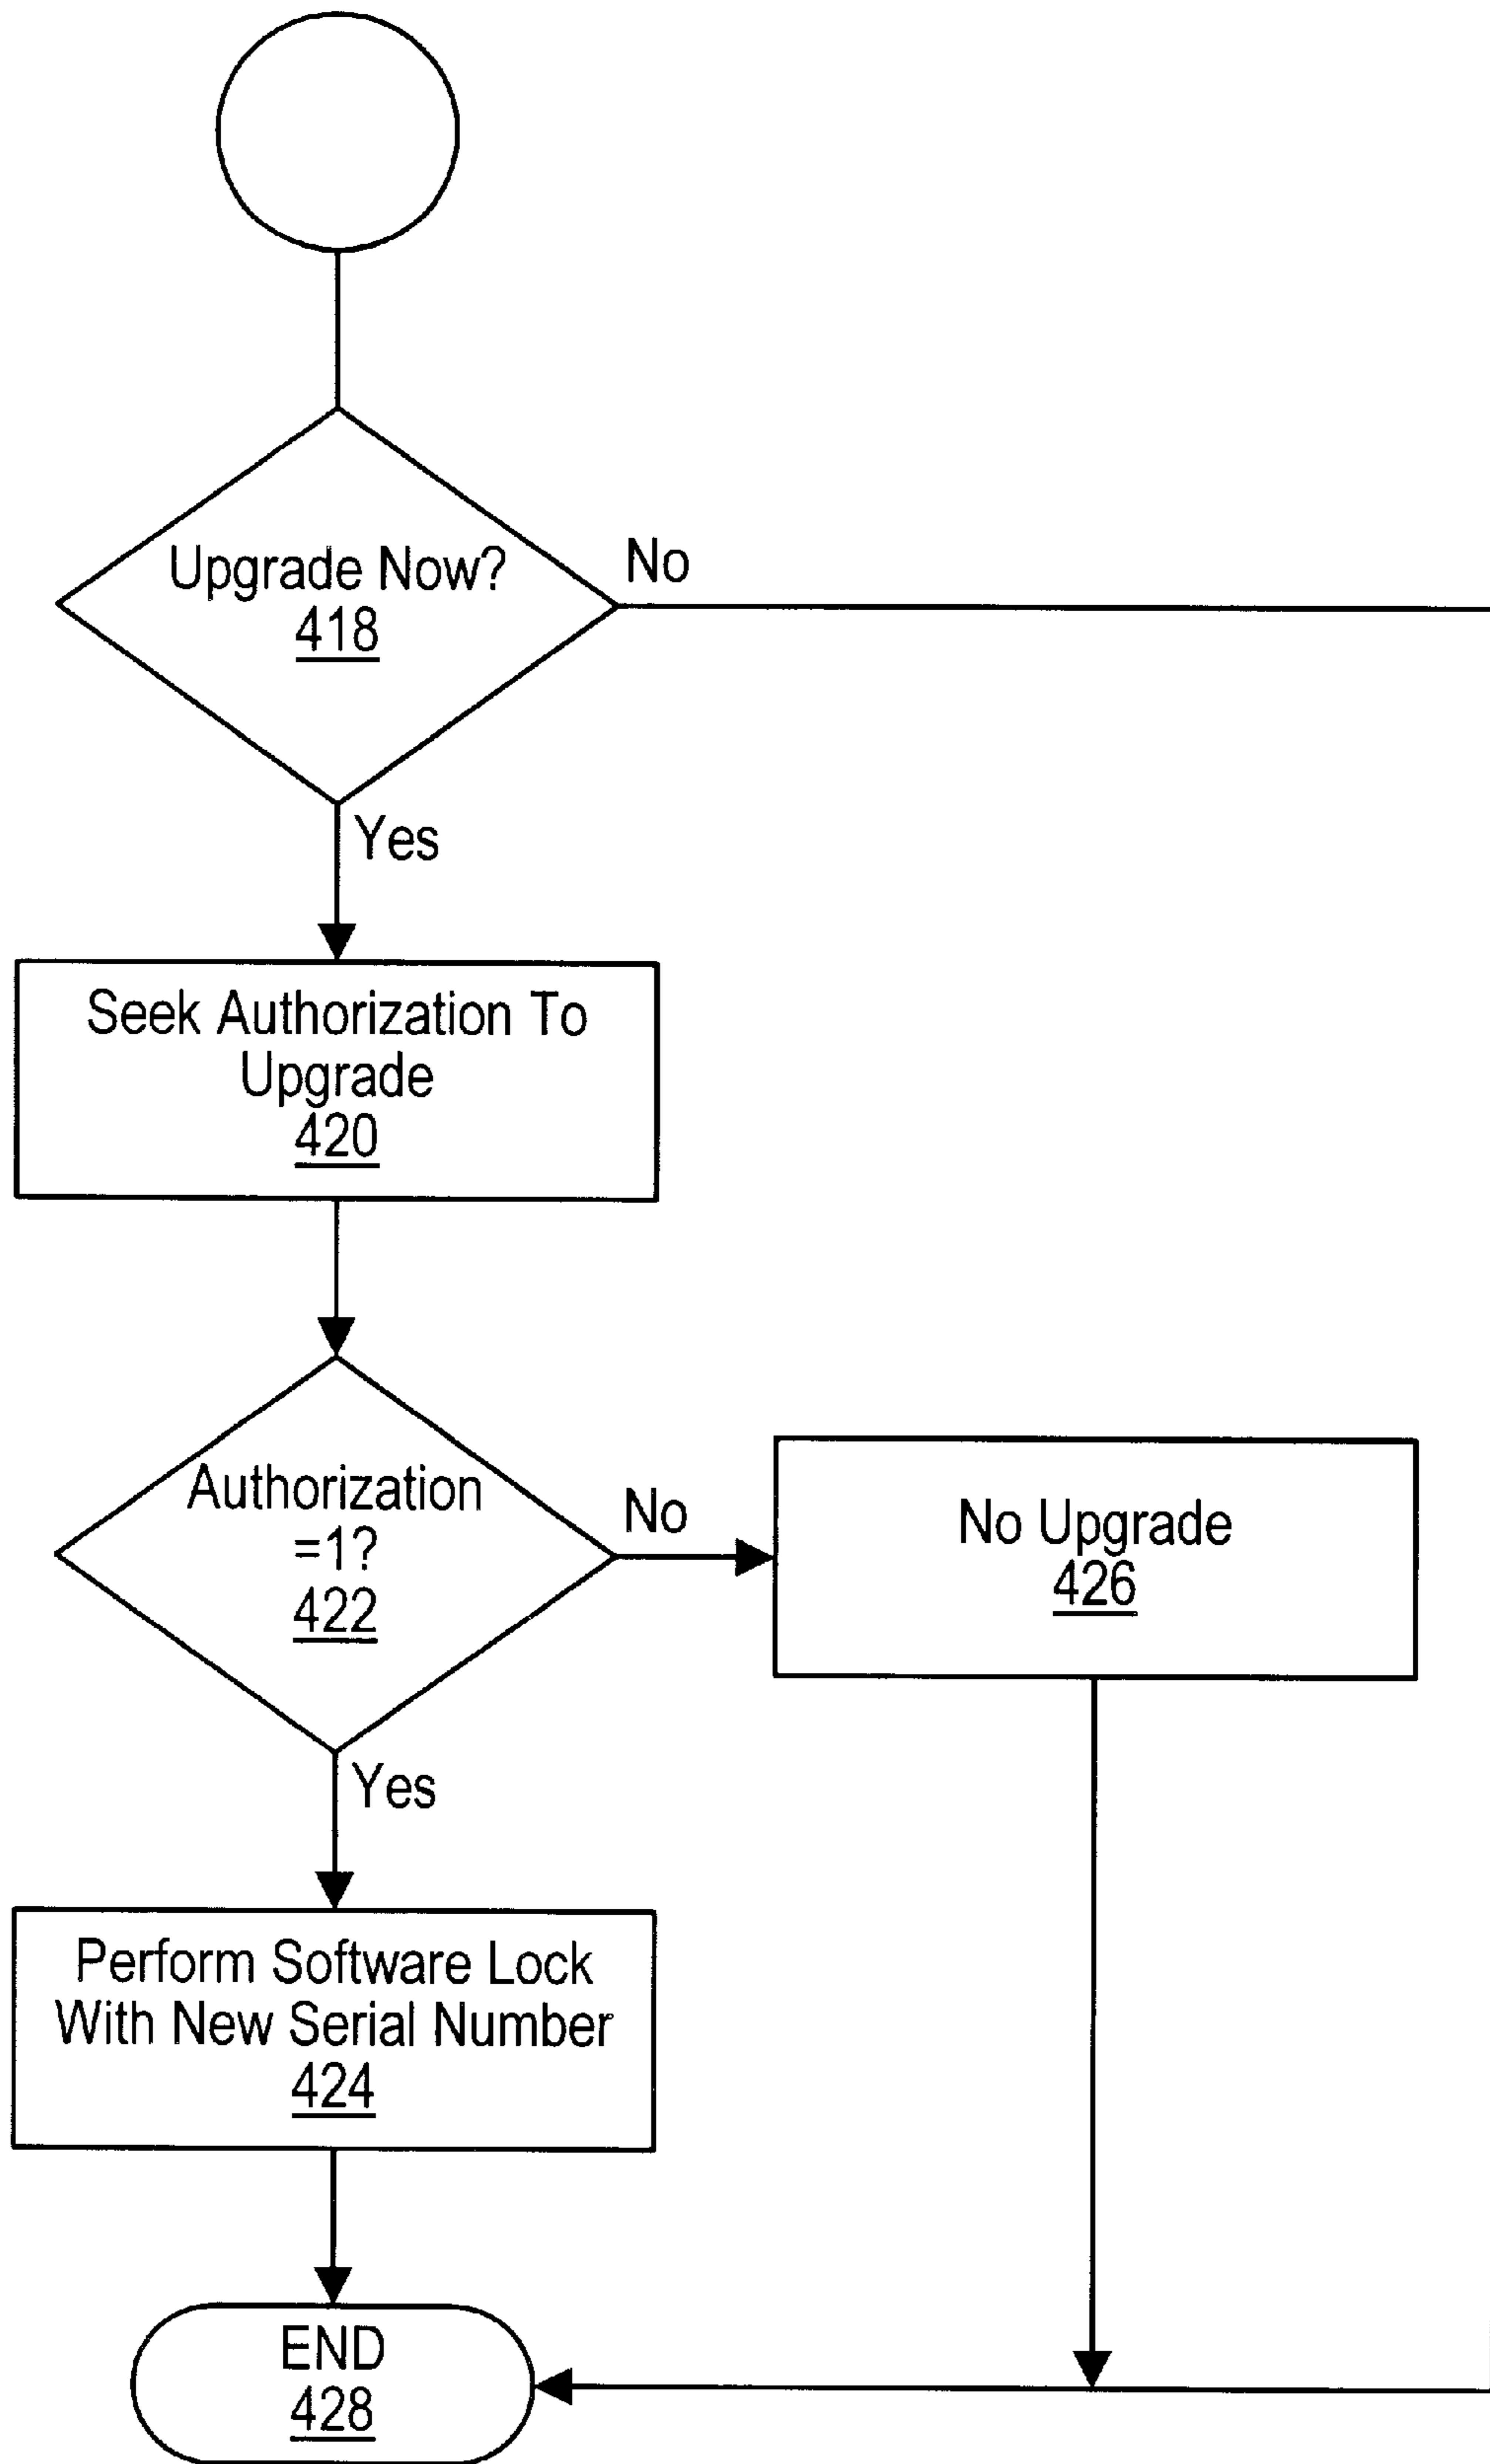 Upgrade Now?
418
No
Yes
Seek Authorization To
Upgrade
420
Authorization
=1?
422
No
No Upgrade
426
Yes
Perform Software Lock
With New Serial Number
424
END
428